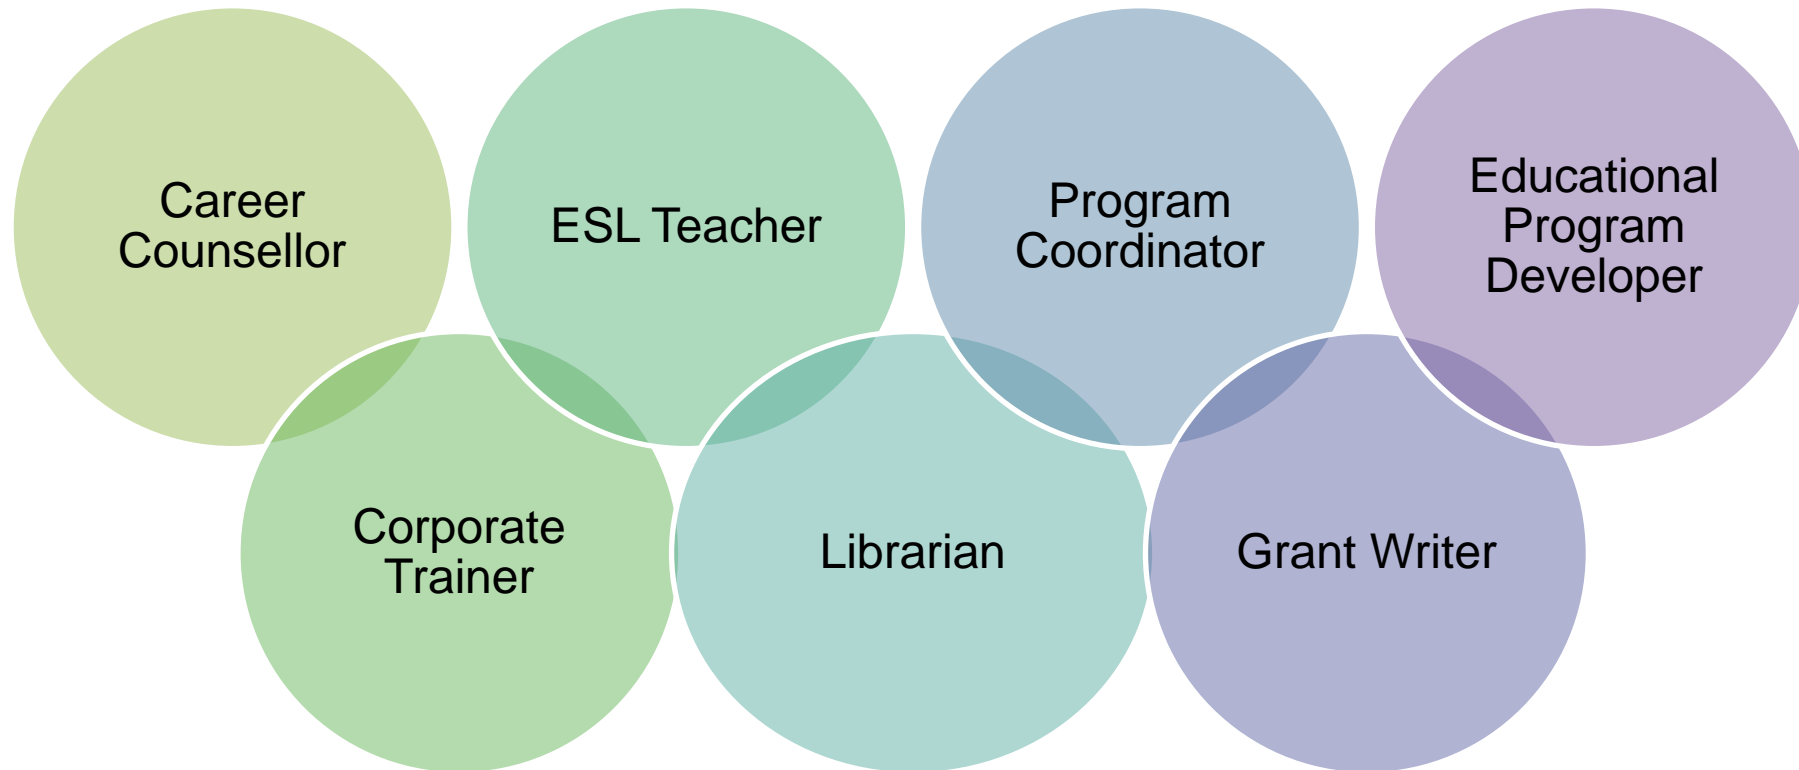 Career
Counsellor
ESL Teacher
Program
Coordinator
Educational
Program
Developer
Corporate
Trainer
Librarian
Grant Writer